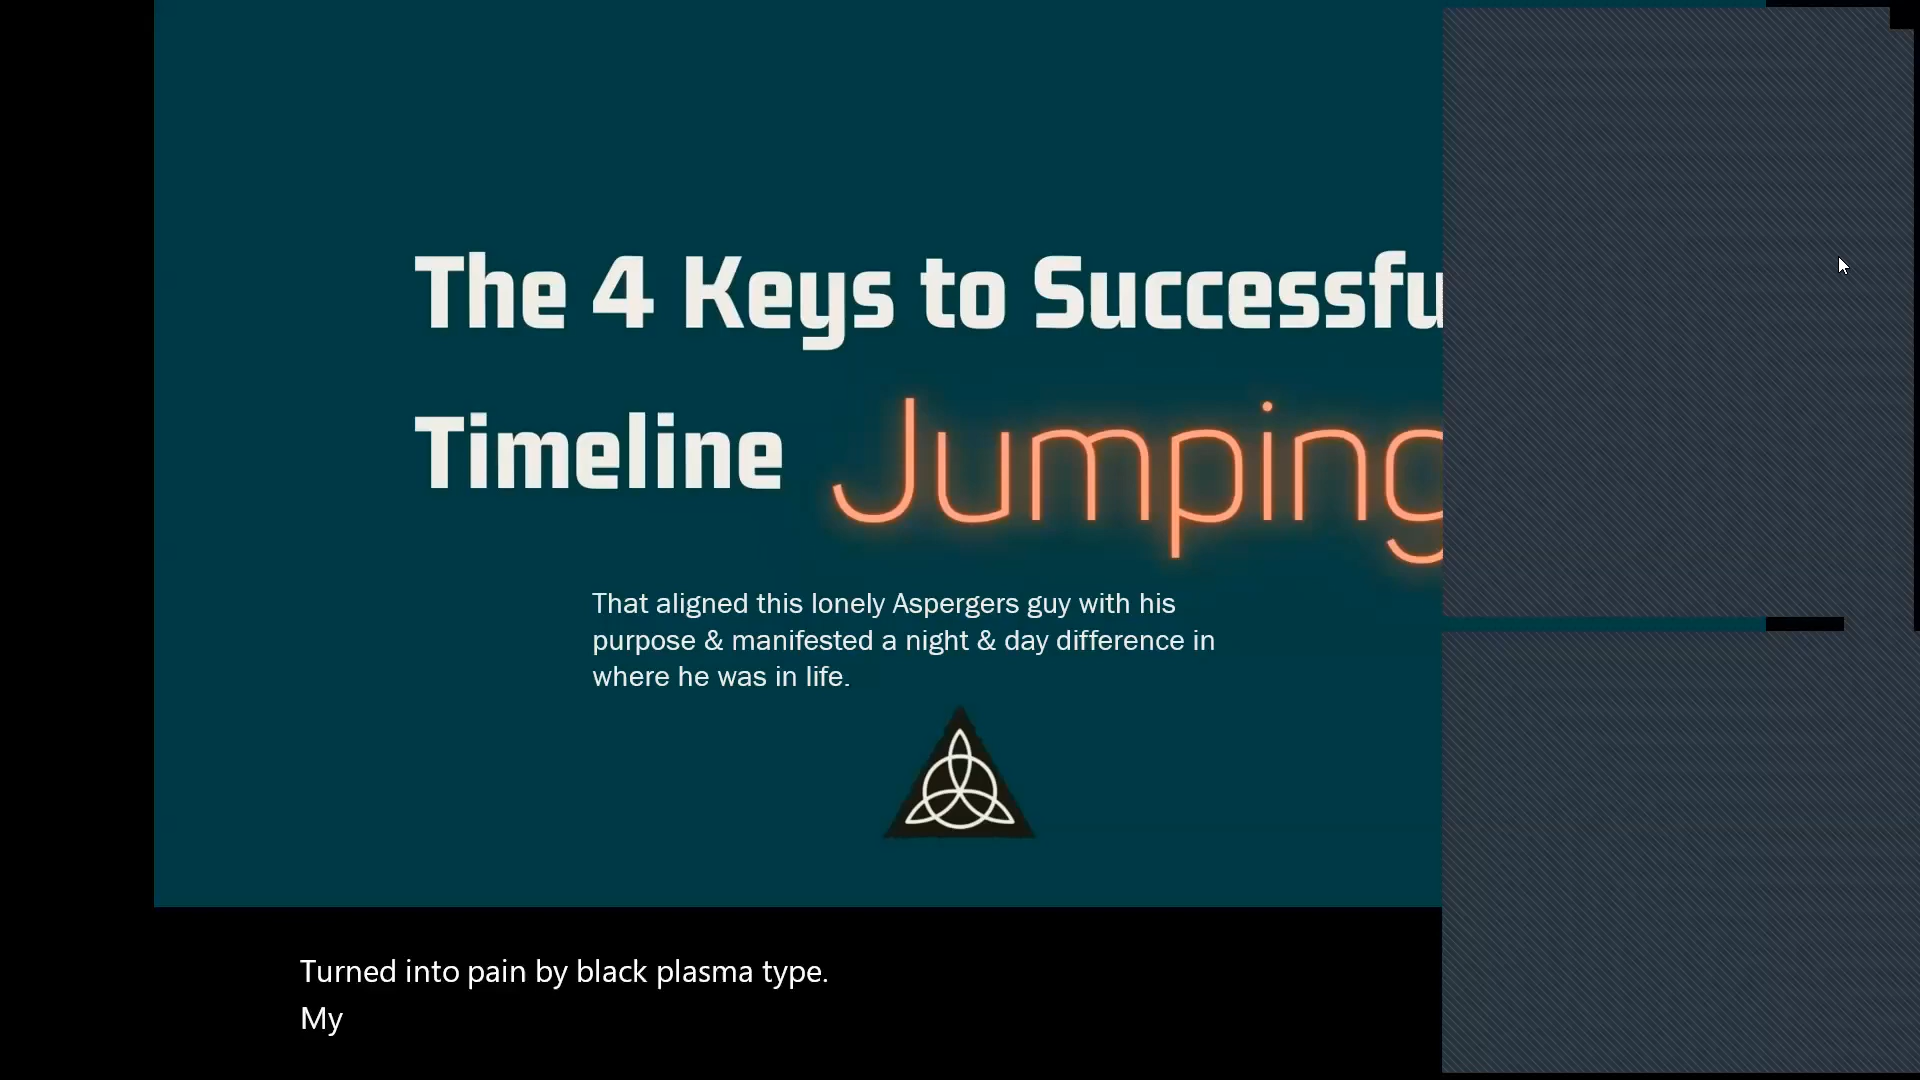 The 4 Keys to Successfu
Timeline Jumping
That aligned this lonely Aspergers guy with his
purpose & manifested a night & day difference in
where he was in life.
Turned into pain by black plasma type.
My